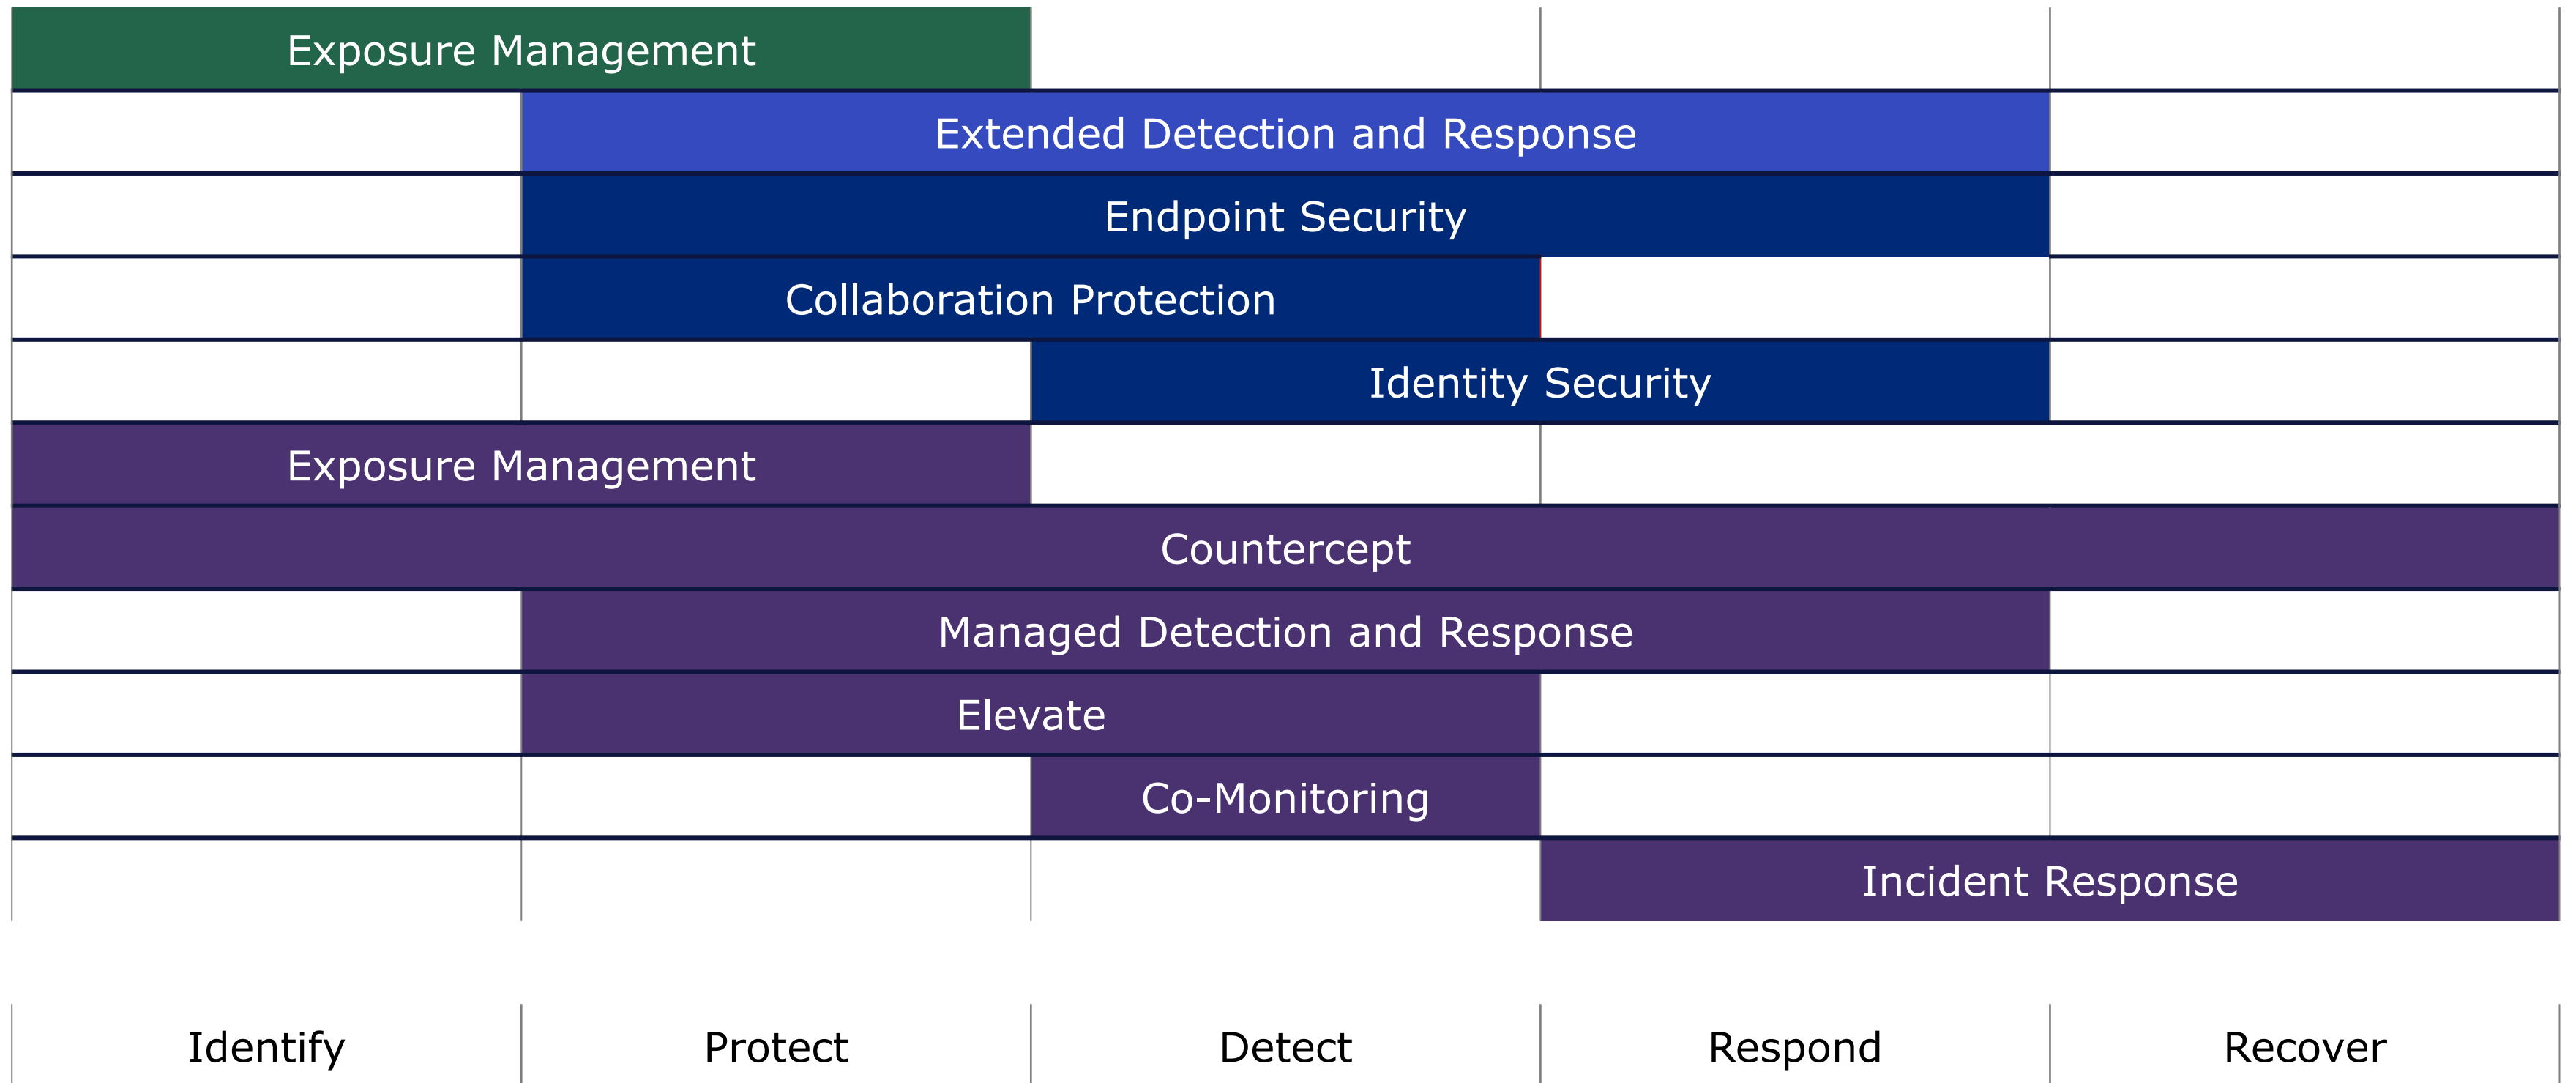 Exposure Management
Extended Detection and Response
Endpoint Security
Collaboration Protection
Identity Security
Exposure Management
Countercept
Managed Detection and Response
Elevate
Co-Monitoring
Incident Response
Identify
Protect
Detect
Respond
Recover